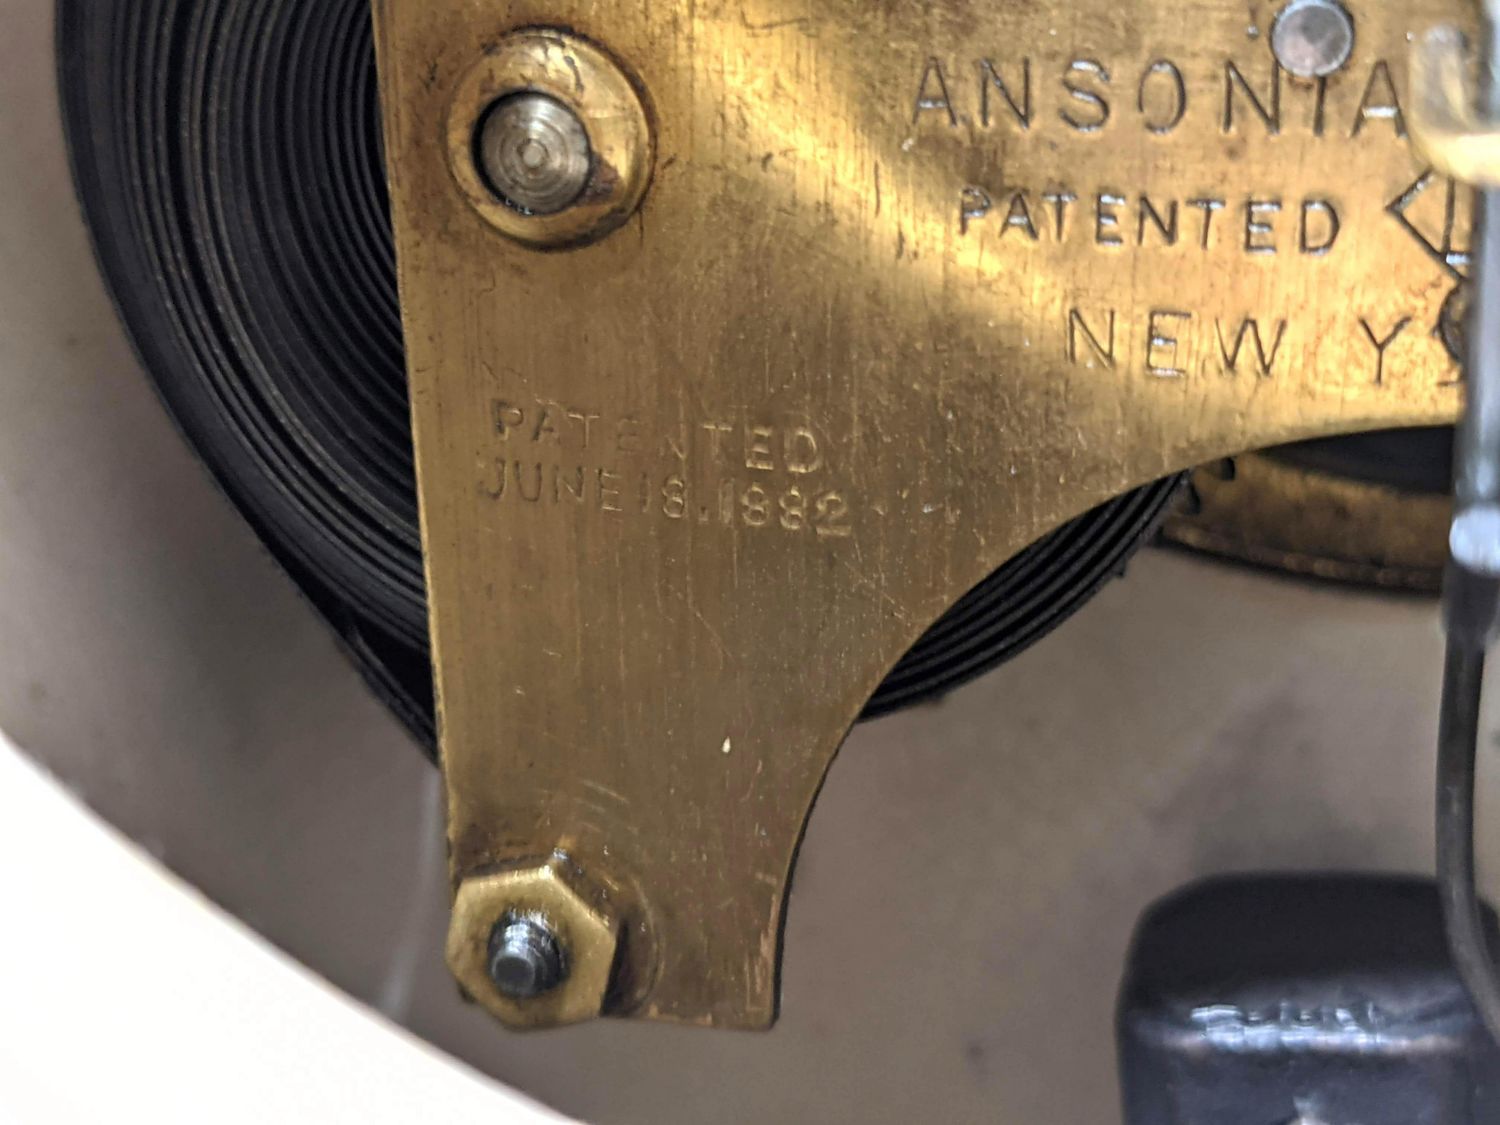 ANSONIA
PATENTED
NEW Y
PATENTED
JUNE 18.1882